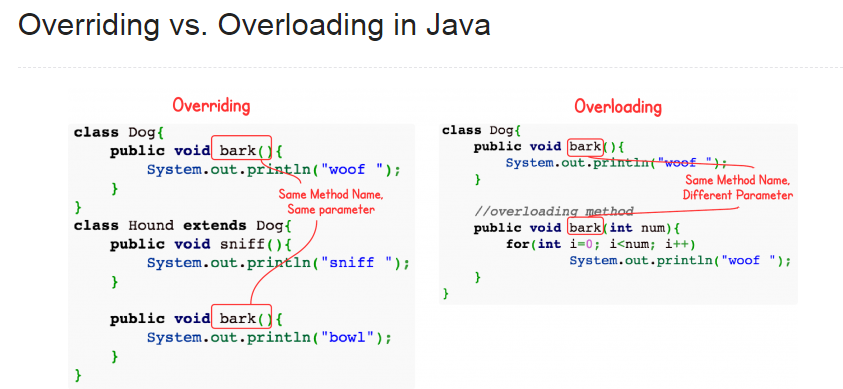 Overriding vs. Overloading in Java
Overriding
class Dog{
public void bark(){
System.out.println("woof ");
}
}
Same Method Name,
Same parameter
class Hound extends Dog{
public void sniff(){
System.out.println("sniff ");
}
public void bark(){
System.out.println("bowl");
}
}
Overloading
class Dog{
public void bark(){
System.out.println("woof ");
}
Same Method Name,
Different Parameter
//overloading method
public void bark(int num){
for(int i=0; i<num; i++)
System.out.println("woof ");
}
}